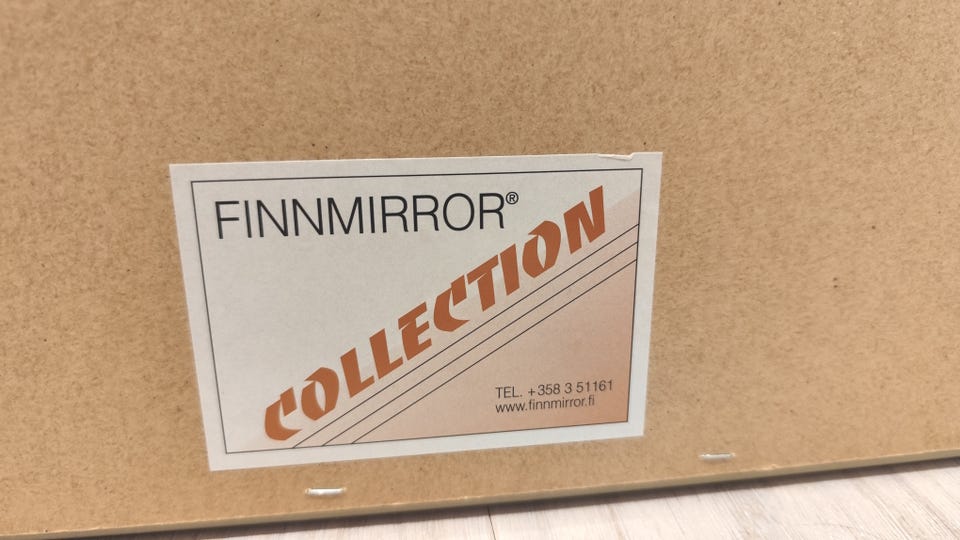 FINNMIRROR®
COLLECTION
TEL. +358 3 51161
www.finnmirror.fi